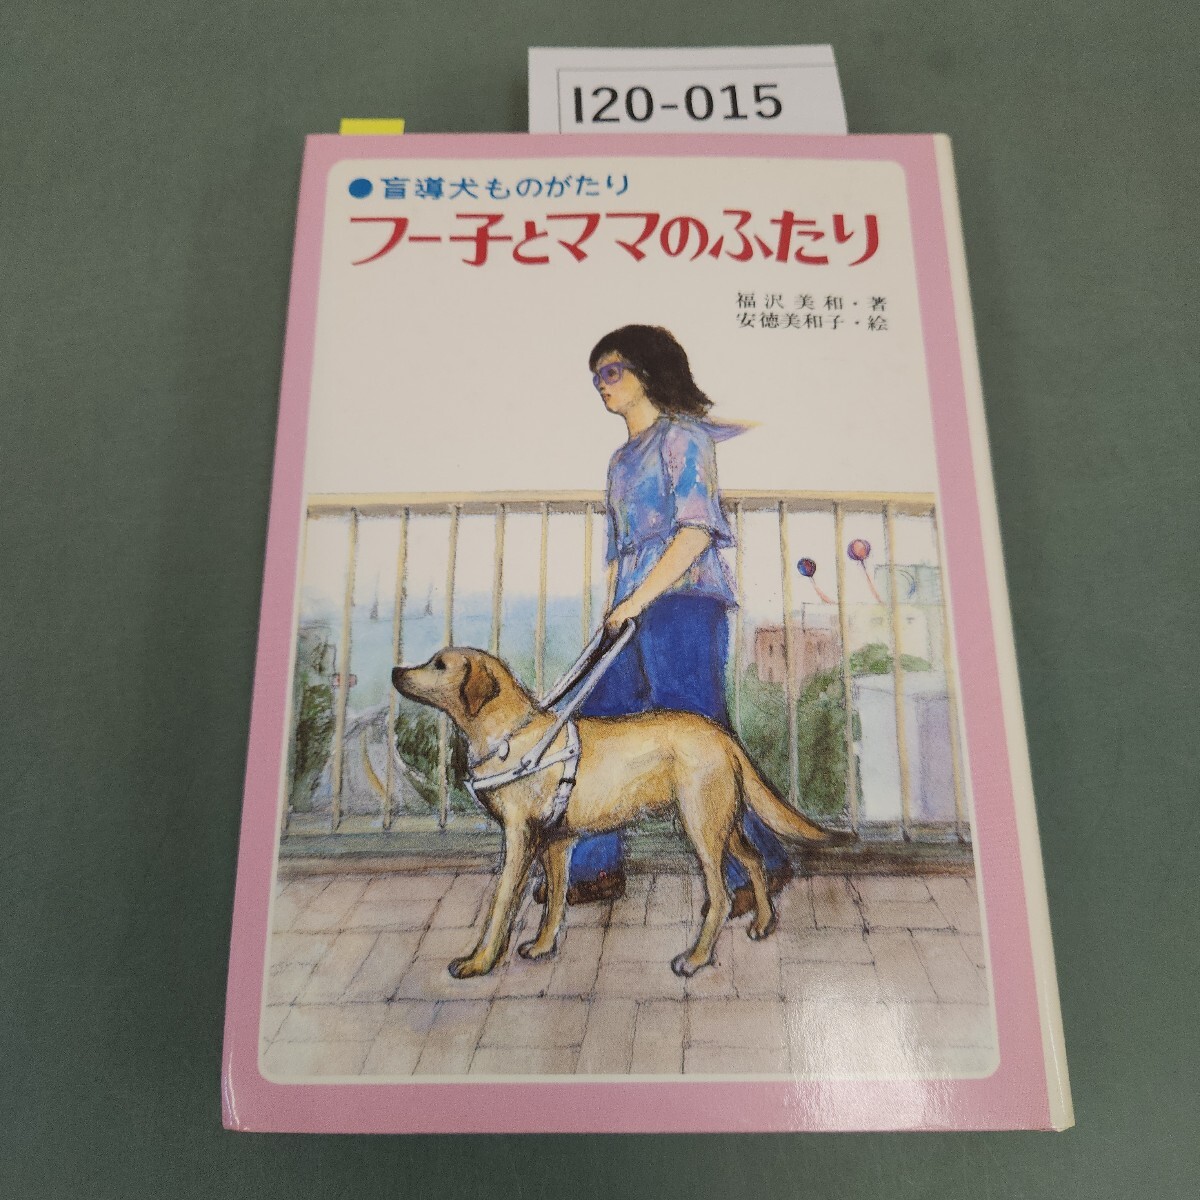 I20-015
●盲導犬ものがたり
フー子とママのふたり
福沢美和・著
安徳美和子・絵